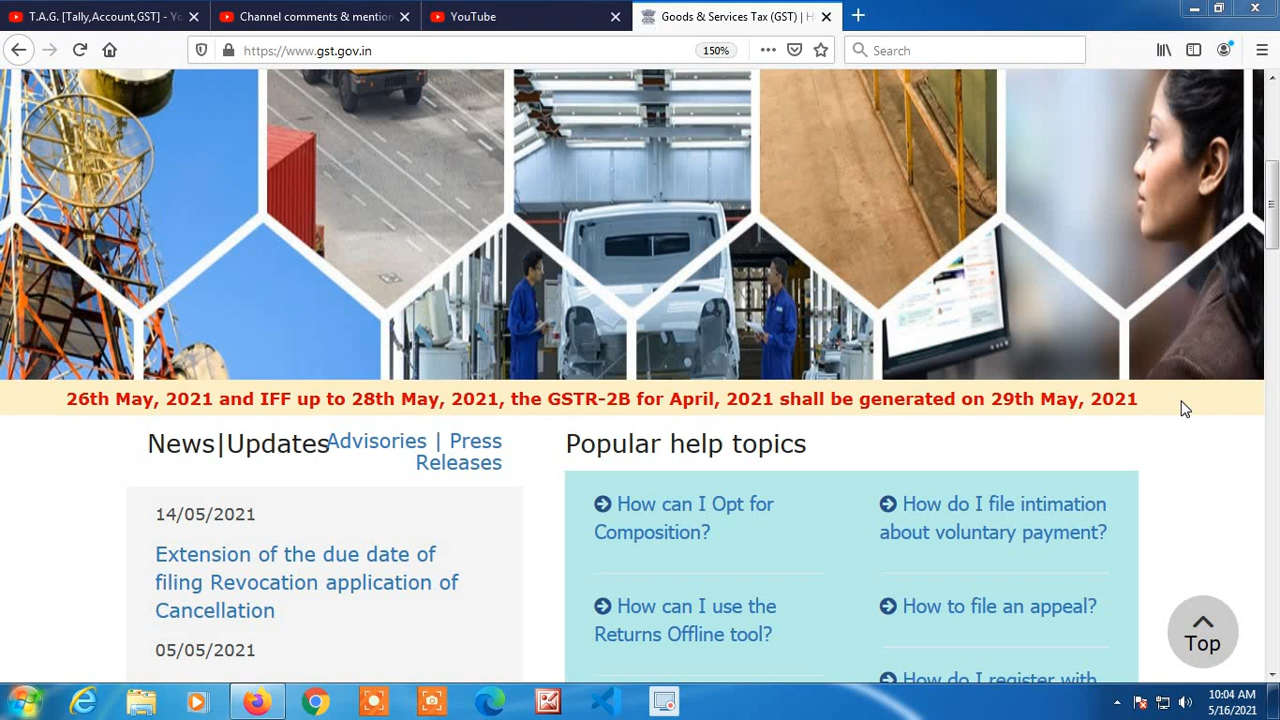 T.A.G. [Tally,Account,GST] - Yo
Channel comments & mention
YouTube
Goods & Services Tax (GST) | H
https://www.gst.gov.in
150%
Search
26th May, 2021 and IFF up to 28th May, 2021, the GSTR-2B for April, 2021 shall be generated on 29th May, 2021
News|Updates
Advisories | Press
Releases
14/05/2021
Extension of the due date of
filing Revocation application of
Cancellation
05/05/2021
Popular help topics
How can I Opt for
Composition?
How do I file intimation
about voluntary payment?
How can I use the
Returns Offline tool?
How to file an appeal?
How do I register with
Top
10:04 AM
5/16/2021